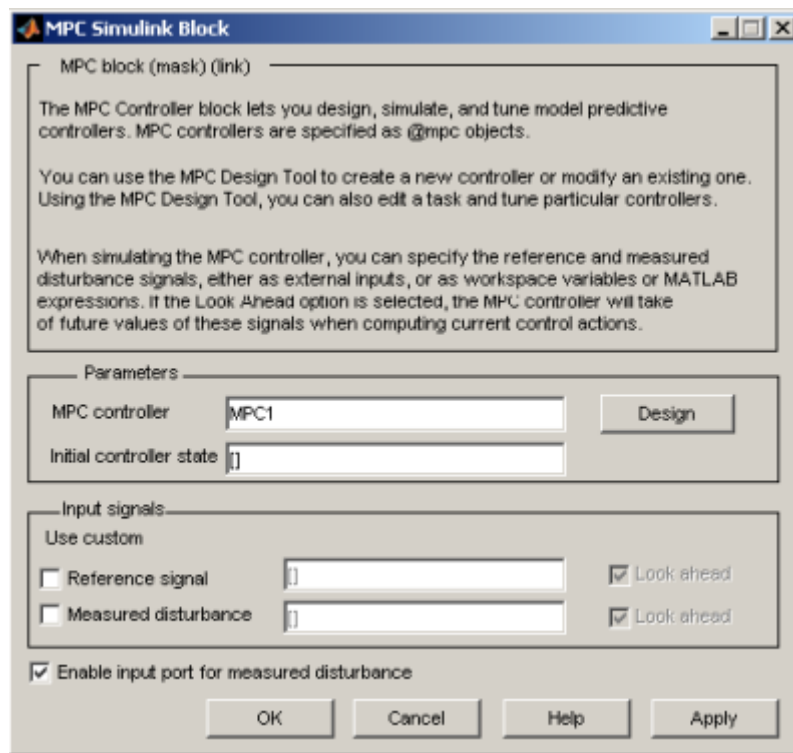 MPC Simulink Block
MPC block (mask) (link)
The MPC Controller block lets you design, simulate, and tune model predictive
controllers. MPC controllers are specified as @mpc objects.
You can use the MPC Design Tool to create a new controller or modify an existing one.
Using the MPC Design Tool, you can also edit a task and tune particular controllers.
When simulating the MPC controller, you can specify the reference and measured
disturbance signals, either as external inputs, or as workspace variables or MATLAB
expressions. If the Look Ahead option is selected, the MPC controller will take
of future values of these signals when computing current control actions.
Parameters
MPC controller MPC1 Design
Initial controller state []
Input signals
Use custom
Reference signal [] Look ahead
Measured disturbance [] Look ahead
Enable input port for measured disturbance
OK Cancel Help Apply